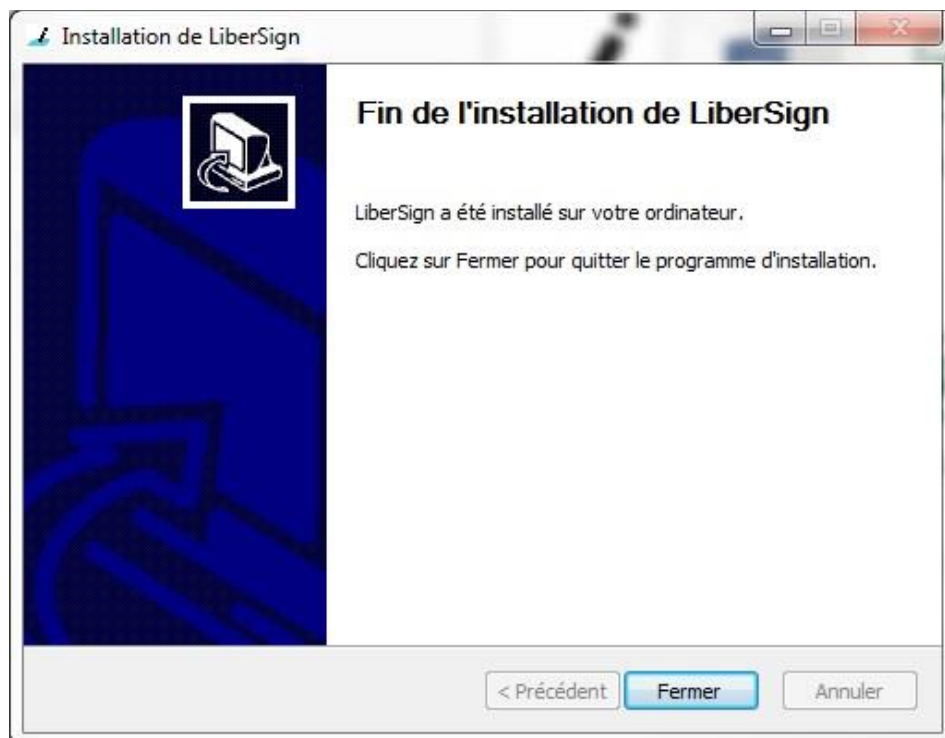 Installation de LiberSign
Fin de l'installation de LiberSign
LiberSign a été installé sur votre ordinateur.
Cliquez sur Fermer pour quitter le programme d'installation.
< Précédent
Fermer
Annuler